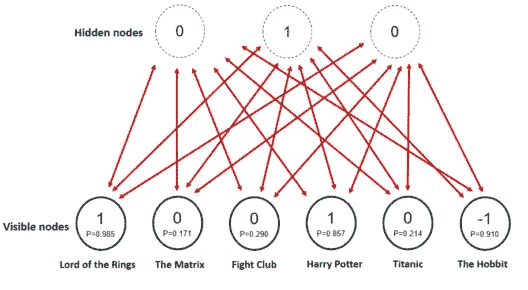 Hidden nodes
0
1
0
Visible nodes
1
P=0.985
0
P=0.171
0
P=0.290
1
P=0.857
0
P=0.214
-1
P=0.910
Lord of the Rings
The Matrix
Fight Club
Harry Potter
Titanic
The Hobbit